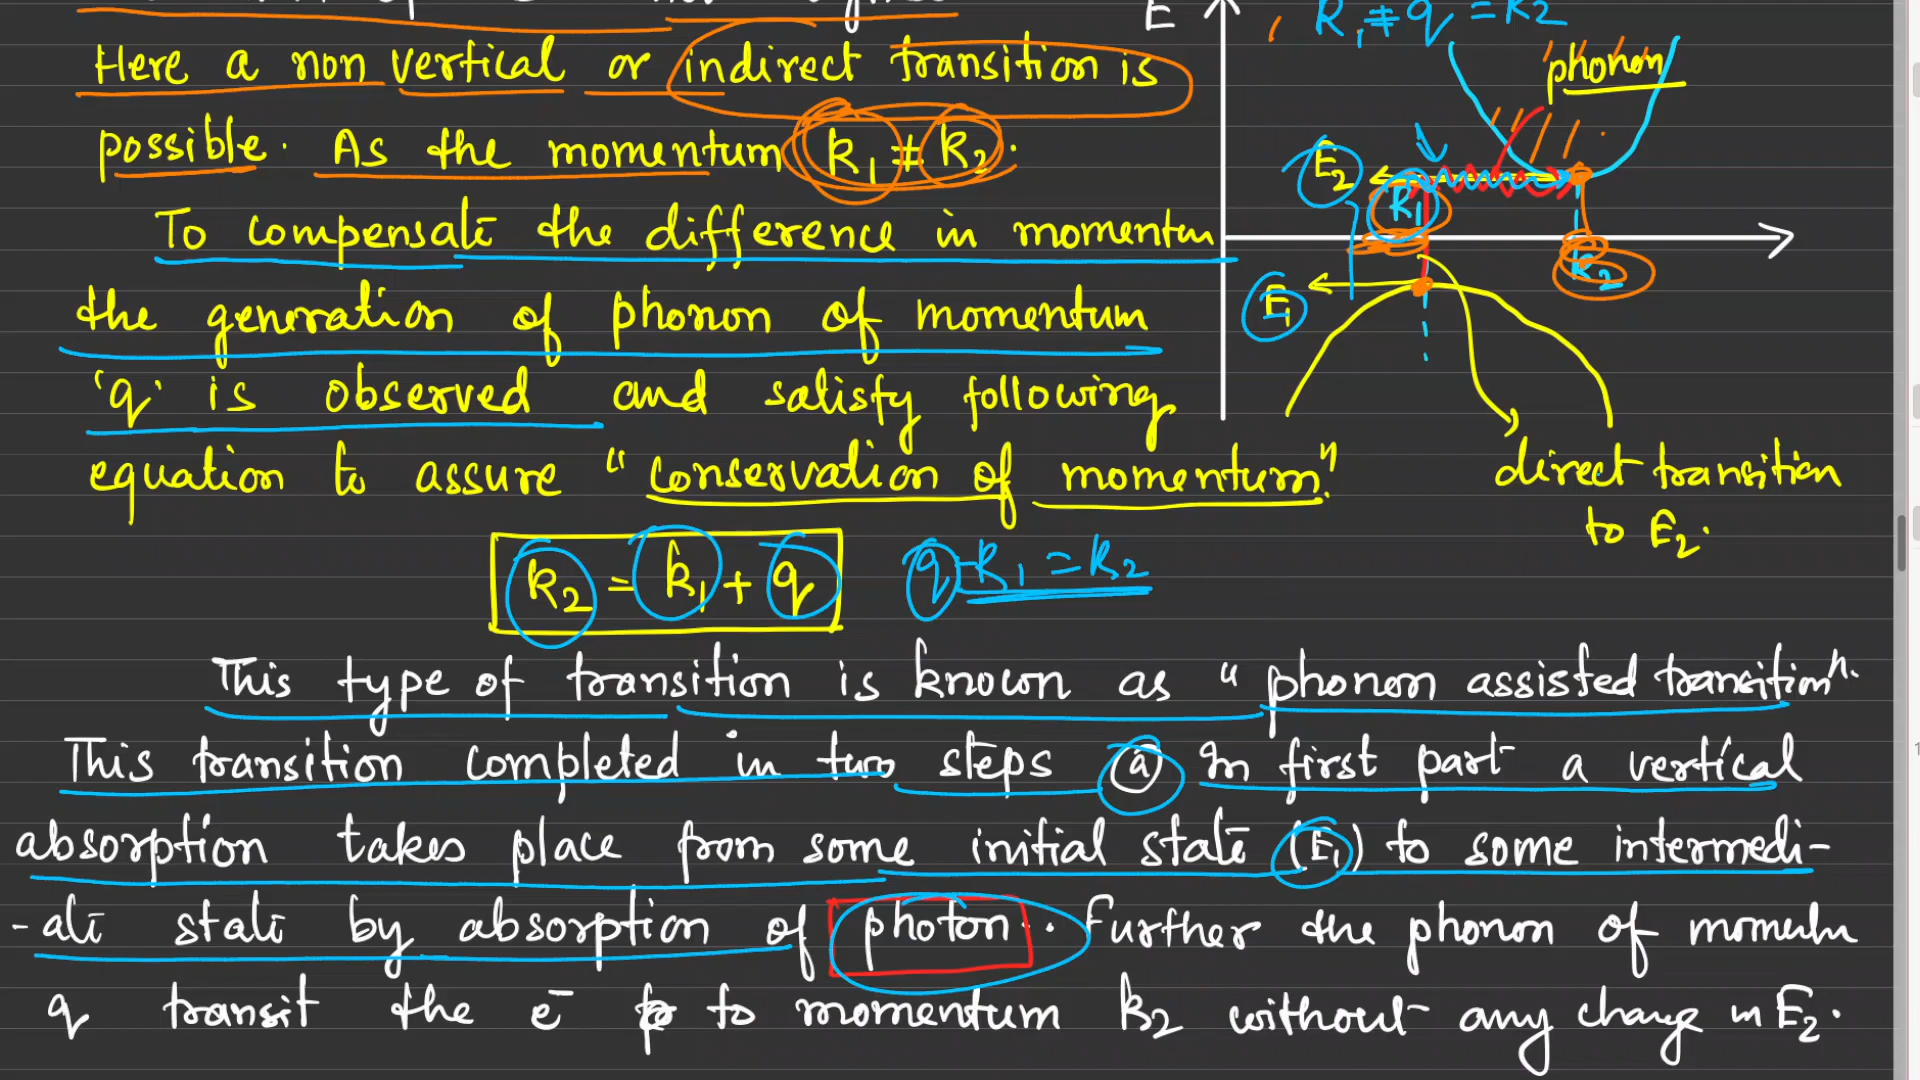 Here a non vertical or indirect transition is
possible. As the momentum k1 ≠ k2.
To compensate the difference in momentum
the generation of phonon of momentum
'q' is observed and satisfy following
equation to assure "conservation of momentum".
k2 = k1 + q
q - k1 = k2
This type of transition is known as "phonon assisted transition".
This transition completed in two steps (a) In first part a vertical
absorption takes place from some initial state (E1) to some intermedi-
-ate state by absorption of photon. Further the phonon of momentum
q transit the e- to momentum k2 without any change in E2.
E
k1 ± q = k2
phonon
E2
k1
k2
E1
direct transition
to E2.